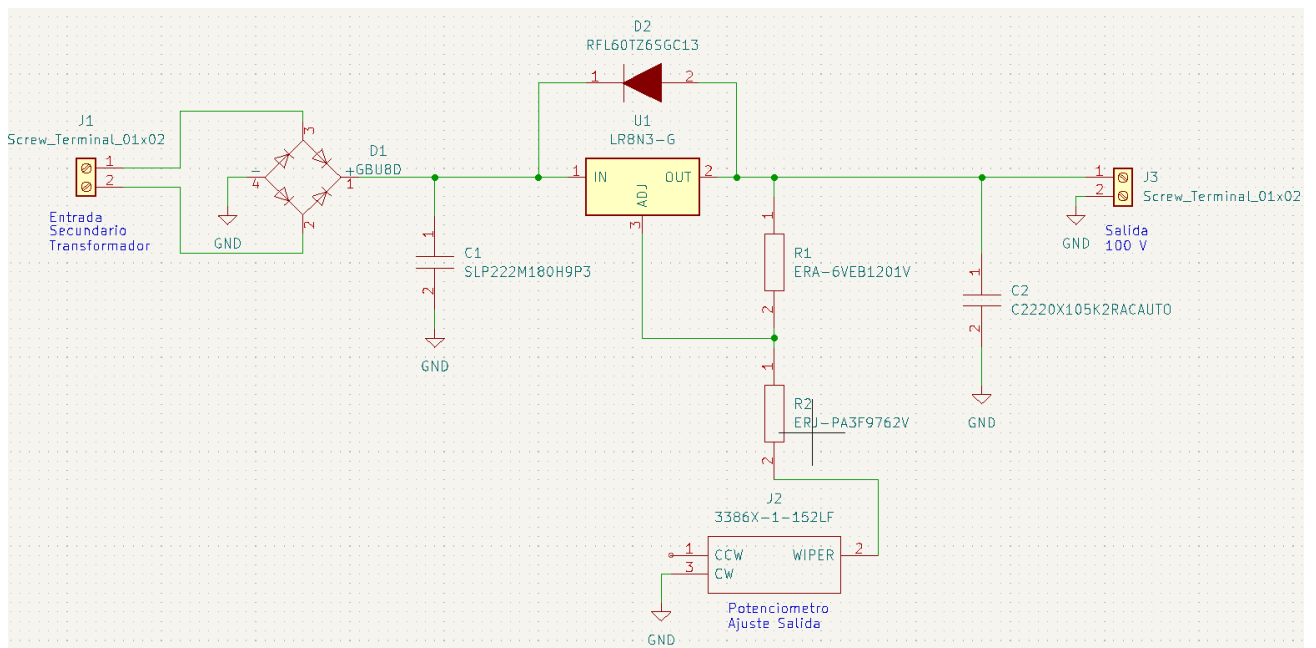 D2
RFL60TZ6SGC13
1
2
U1
LR8N3-G
1
IN
OUT
2
ADJ
3
J1
Screw_Terminal_01x02
1
2
Entrada
Secundario
Transformador
3
D1
GBU8D
+
1
-
4
2
GND
1
C1
SLP222M180H9P3
2
GND
1
R1
ERA-6VEB1201V
2
1
R2
ERJ-PA3F9762V
2
J2
3386X-1-152LF
1
CCW
WIPER
2
3
CW
Potenciometro
Ajuste Salida
GND
1
C2
C2220X105K2RACAUTO
2
GND
1
J3
2
Screw_Terminal_01x02
GND
Salida
100 V